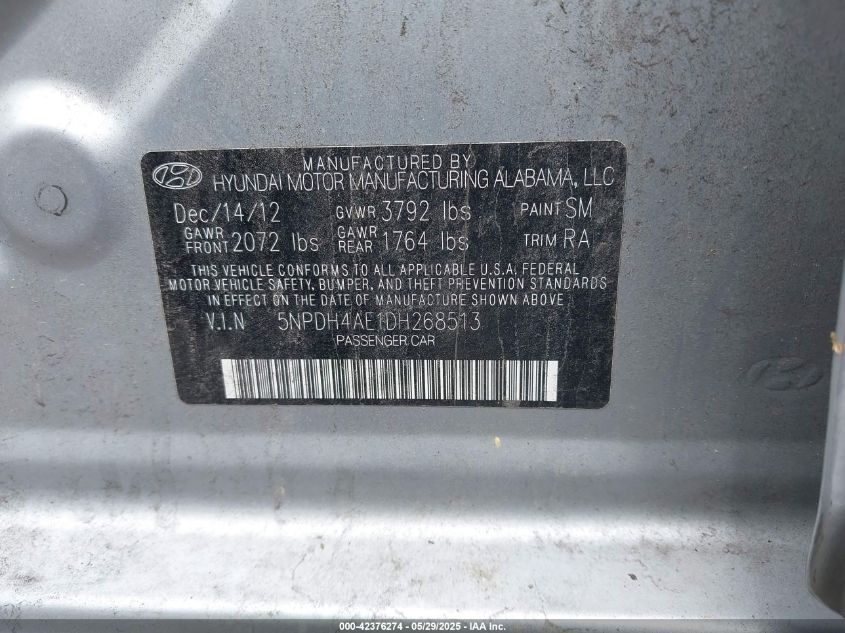 MANUFACTURED BY
HYUNDAI MOTOR MANUFACTURING ALABAMA, LLC
Dec/14/12 GVWR 3792 lbs PAINT SM
GAWR FRONT 2072 lbs GAWR REAR 1764 lbs TRIM RA
THIS VEHICLE CONFORMS TO ALL APPLICABLE U.S.A. FEDERAL
MOTOR VEHICLE SAFETY, BUMPER, AND THEFT PREVENTION STANDARDS
IN EFFECT ON THE DATE OF MANUFACTURE SHOWN ABOVE
V.I.N 5NPDH4AE1DH268513
PASSENGER CAR
000-42376274 - 05/29/2025 - IAA Inc.